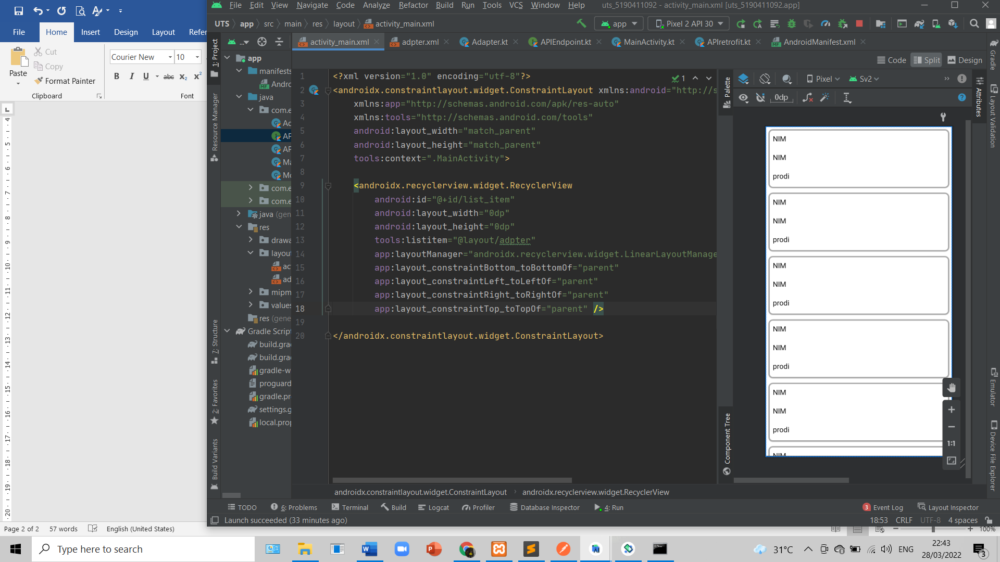 File Edit View Navigate Code Analyze Refactor Build Run Tools VCS Window Help uts_5190411092 - activity_main.xml [uts_5190411092.app]
UTS app src main res layout activity_main.xml app Pixel 2 API 30
File Home Insert Design Layout Refer
activity_main.xml adpter.xml Adapter.kt APIEndpoint.kt MainActivity.kt APIretrofit.kt AndroidManifest.xml
Paste Cut Copy Format Painter
Clipboard
Courier New 10
B I U abc x₂ x²
Font
1: Project
Resource Manager
7: Structure
2: Favorites
Build Variants
app
manifests
Andro
java
com.e
Ad
AP
AP
Ma
Mo
com.e
com.e
java (gen
res
drawa
layout
act
ad
mipm
values
res (gene
Gradle Script
build.grad
build.grad
gradle-w
proguard
gradle.pr
settings.g
local.prop
Code Split Design
1 <?xml version="1.0" encoding="utf-8"?>
2 <androidx.constraintlayout.widget.ConstraintLayout xmlns:android="http://s
3 xmlns:app="http://schemas.android.com/apk/res-auto"
4 xmlns:tools="http://schemas.android.com/tools"
5 android:layout_width="match_parent"
6 android:layout_height="match_parent"
7 tools:context=".MainActivity">
8
9 <androidx.recyclerview.widget.RecyclerView
10 android:id="@+id/list_item"
11 android:layout_width="0dp"
12 android:layout_height="0dp"
13 tools:listitem="@layout/adpter"
14 app:layoutManager="androidx.recyclerview.widget.LinearLayoutManage
15 app:layout_constraintBottom_toBottomOf="parent"
16 app:layout_constraintLeft_toLeftOf="parent"
17 app:layout_constraintRight_toRightOf="parent"
18 app:layout_constraintTop_toTopOf="parent" />
19
20 </androidx.constraintlayout.widget.ConstraintLayout>
1
Palette
Component Tree
Pixel Sv2
0dp
NIM
NIM
prodi
NIM
NIM
prodi
NIM
NIM
prodi
NIM
NIM
prodi
NIM
NIM
prodi
NIM
1:1
Attributes
Gradle
Layout Validation
Emulator
Device File Explorer
androidx.constraintlayout.widget.ConstraintLayout androidx.recyclerview.widget.RecyclerView
TODO 6: Problems Terminal Build Logcat Profiler Database Inspector 4: Run 3 Event Log Layout Inspector
Launch succeeded (33 minutes ago) 18:53 CRLF UTF-8 4 spaces
Page 2 of 2 57 words English (United States) 100%
Type here to search 31°C ENG 22:43
28/03/2022 3